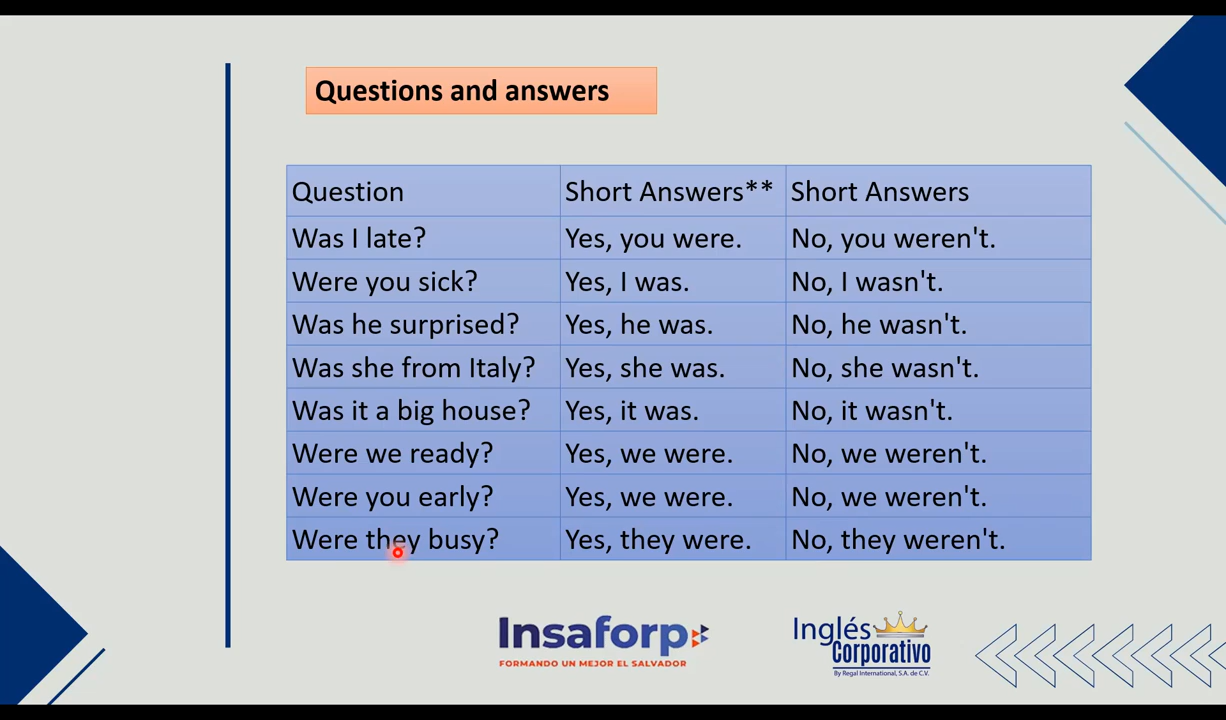 Questions and answers
Question Short Answers** Short Answers
Was I late? Yes, you were. No, you weren't.
Were you sick? Yes, I was. No, I wasn't.
Was he surprised? Yes, he was. No, he wasn't.
Was she from Italy? Yes, she was. No, she wasn't.
Was it a big house? Yes, it was. No, it wasn't.
Were we ready? Yes, we were. No, we weren't.
Were you early? Yes, we were. No, we weren't.
Were they busy? Yes, they were. No, they weren't.
Insaforp
FORMANDO UN MEJOR EL SALVADOR
Inglés
Corporativo
By Regal International, S.A. de C.V.